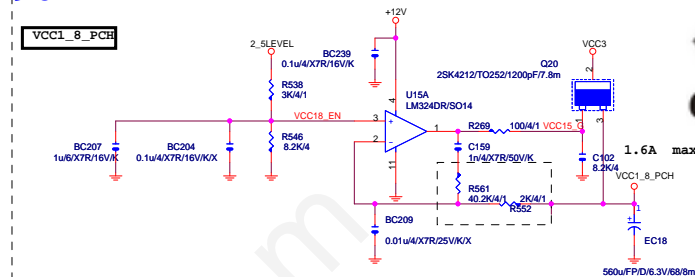 VCC1_8_PCH
+12V
2_5LEVEL
BC239
0.1u/4/X7R/16V/K
VCC3
Q20
2SK4212/TO252/1200pF/7.8m
2
R538
3K/4/1
U15A
LM324DR/SO14
4
VCC18_EN
3
+
1
R269
100/4/1
VCC15_G
1
3
2
-
11
BC207
1u/6/X7R/16V/K
BC204
0.1u/4/X7R/16V/K/X
R546
8.2K/4
C159
1n/4/X7R/50V/K
C102
8.2K/4
1.6A max
R561
40.2K/4/1
2K/4/1
R552
VCC1_8_PCH
BC209
0.01u/4/X7R/25V/K/X
1
+
EC18
560u/FP/D/6.3V/68/8m
m